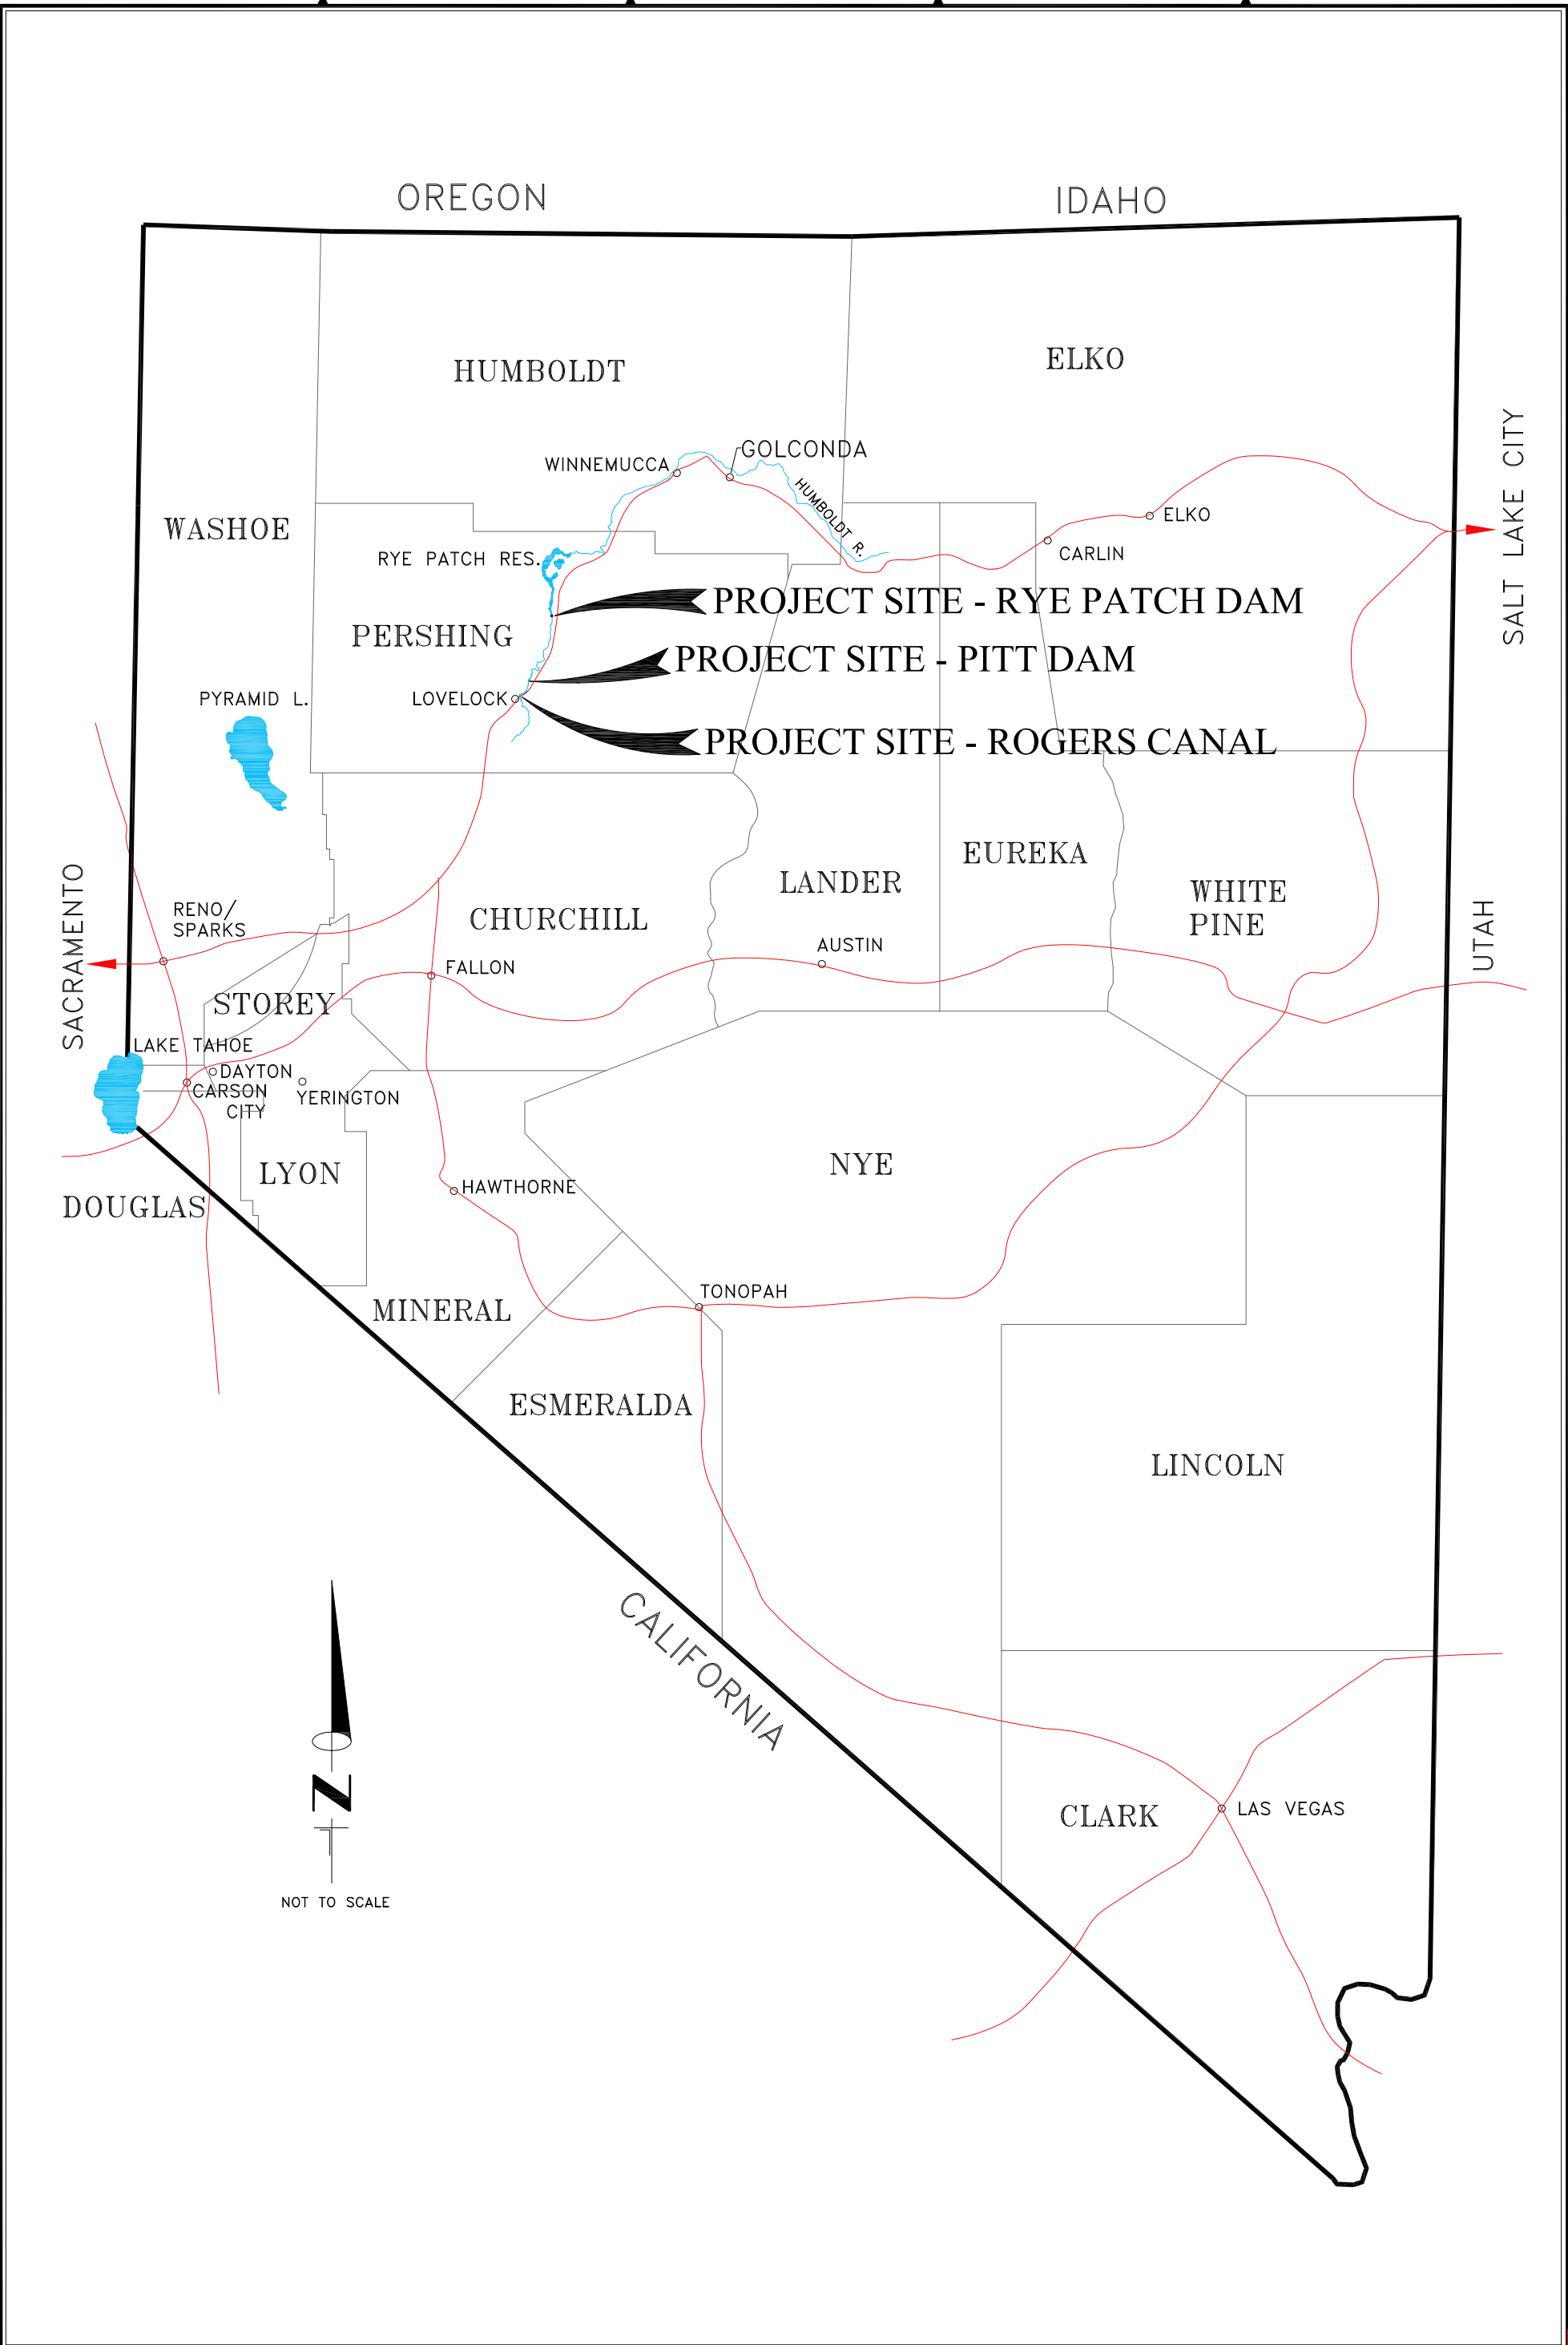 OREGON
IDAHO
HUMBOLDT
ELKO
GOLCONDA
WINNEMUCCA
HUMBOLDT R.
SALT LAKE CITY
WASHOE
ELKO
CARLIN
RYE PATCH RES.
PROJECT SITE - RYE PATCH DAM
PERSHING
PROJECT SITE - PITT DAM
PYRAMID L.
LOVELOCK
PROJECT SITE - ROGERS CANAL
EUREKA
LANDER
WHITE
PINE
SACRAMENTO
RENO/
SPARKS
CHURCHILL
UTAH
AUSTIN
FALLON
STOREY
LAKE TAHOE
DAYTON
CARSON
CITY
YERINGTON
NYE
LYON
HAWTHORNE
DOUGLAS
TONOPAH
MINERAL
ESMERALDA
LINCOLN
CALIFORNIA
N
CLARK
LAS VEGAS
NOT TO SCALE